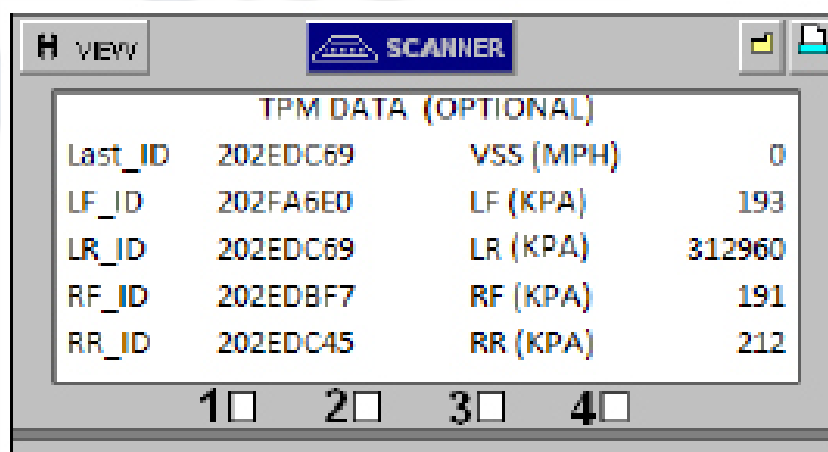 VIEW SCANNER
TPM DATA (OPTIONAL)
Last_ID 202EDC69 VSS (MPH) 0
LF_ID 202FA6E0 LF (KPA) 193
LR_ID 202EDC69 LR (KPA) 312960
RF_ID 202EDBF7 RF (KPA) 191
RR_ID 202EDC45 RR (KPA) 212
1 2 3 4